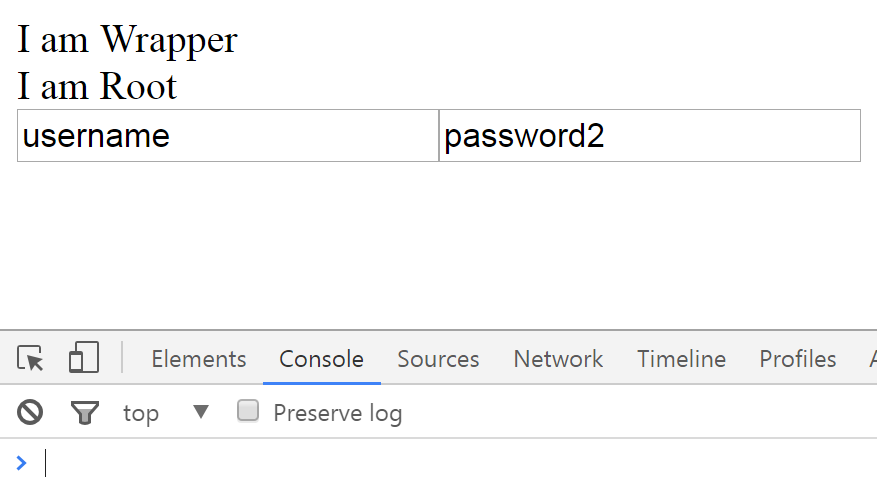 I am Wrapper
I am Root
username password2
Elements Console Sources Network Timeline Profiles
top Preserve log